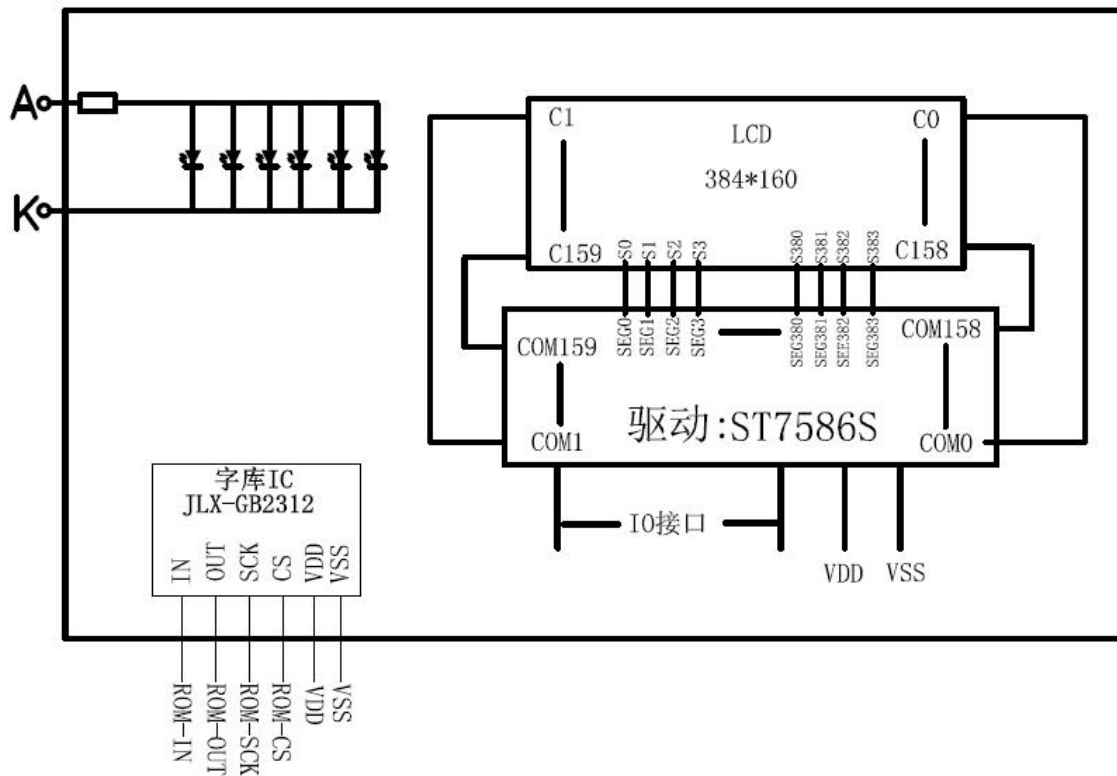 A
K
C1
LCD
C0
384*160
C159
C158
S0
S1
S2
S3
S380
S381
S382
S383
SEG0
SEG1
SEG2
SEG3
SEG380
SEG381
SEE382
SEG383
COM159
COM158
驱动:ST7586S
COM1
COM0
IO接口
VDD
VSS
字库IC
JLX-GB2312
IN
OUT
SCK
CS
VDD
VSS
ROM-IN
ROM-OUT
ROM-SCK
ROM-CS
VDD
VSS